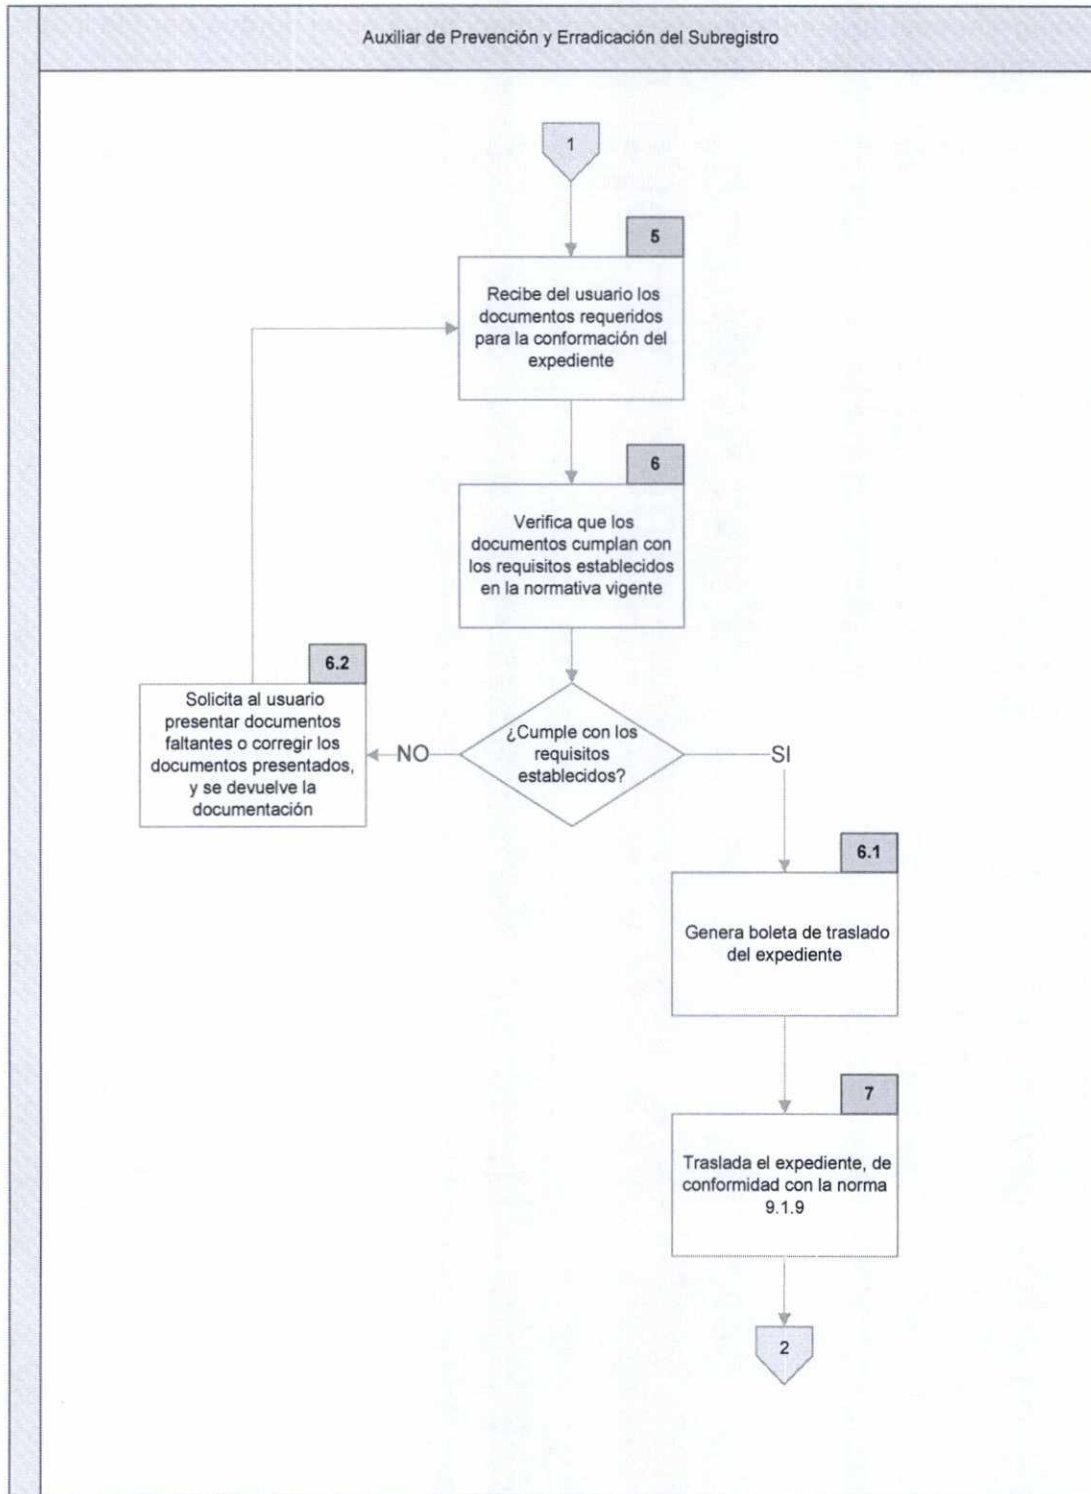 Auxiliar de Prevención y Erradicación del Subregistro
1
5
Recibe del usuario los
documentos requeridos
para la conformación del
expediente
6
Verifica que los
documentos cumplan con
los requisitos establecidos
en la normativa vigente
6.2
Solicita al usuario
presentar documentos
faltantes o corregir los
documentos presentados,
y se devuelve la
documentación
NO
¿Cumple con los
requisitos
establecidos?
SI
6.1
Genera boleta de traslado
del expediente
7
Traslada el expediente, de
conformidad con la norma
9.1.9
2